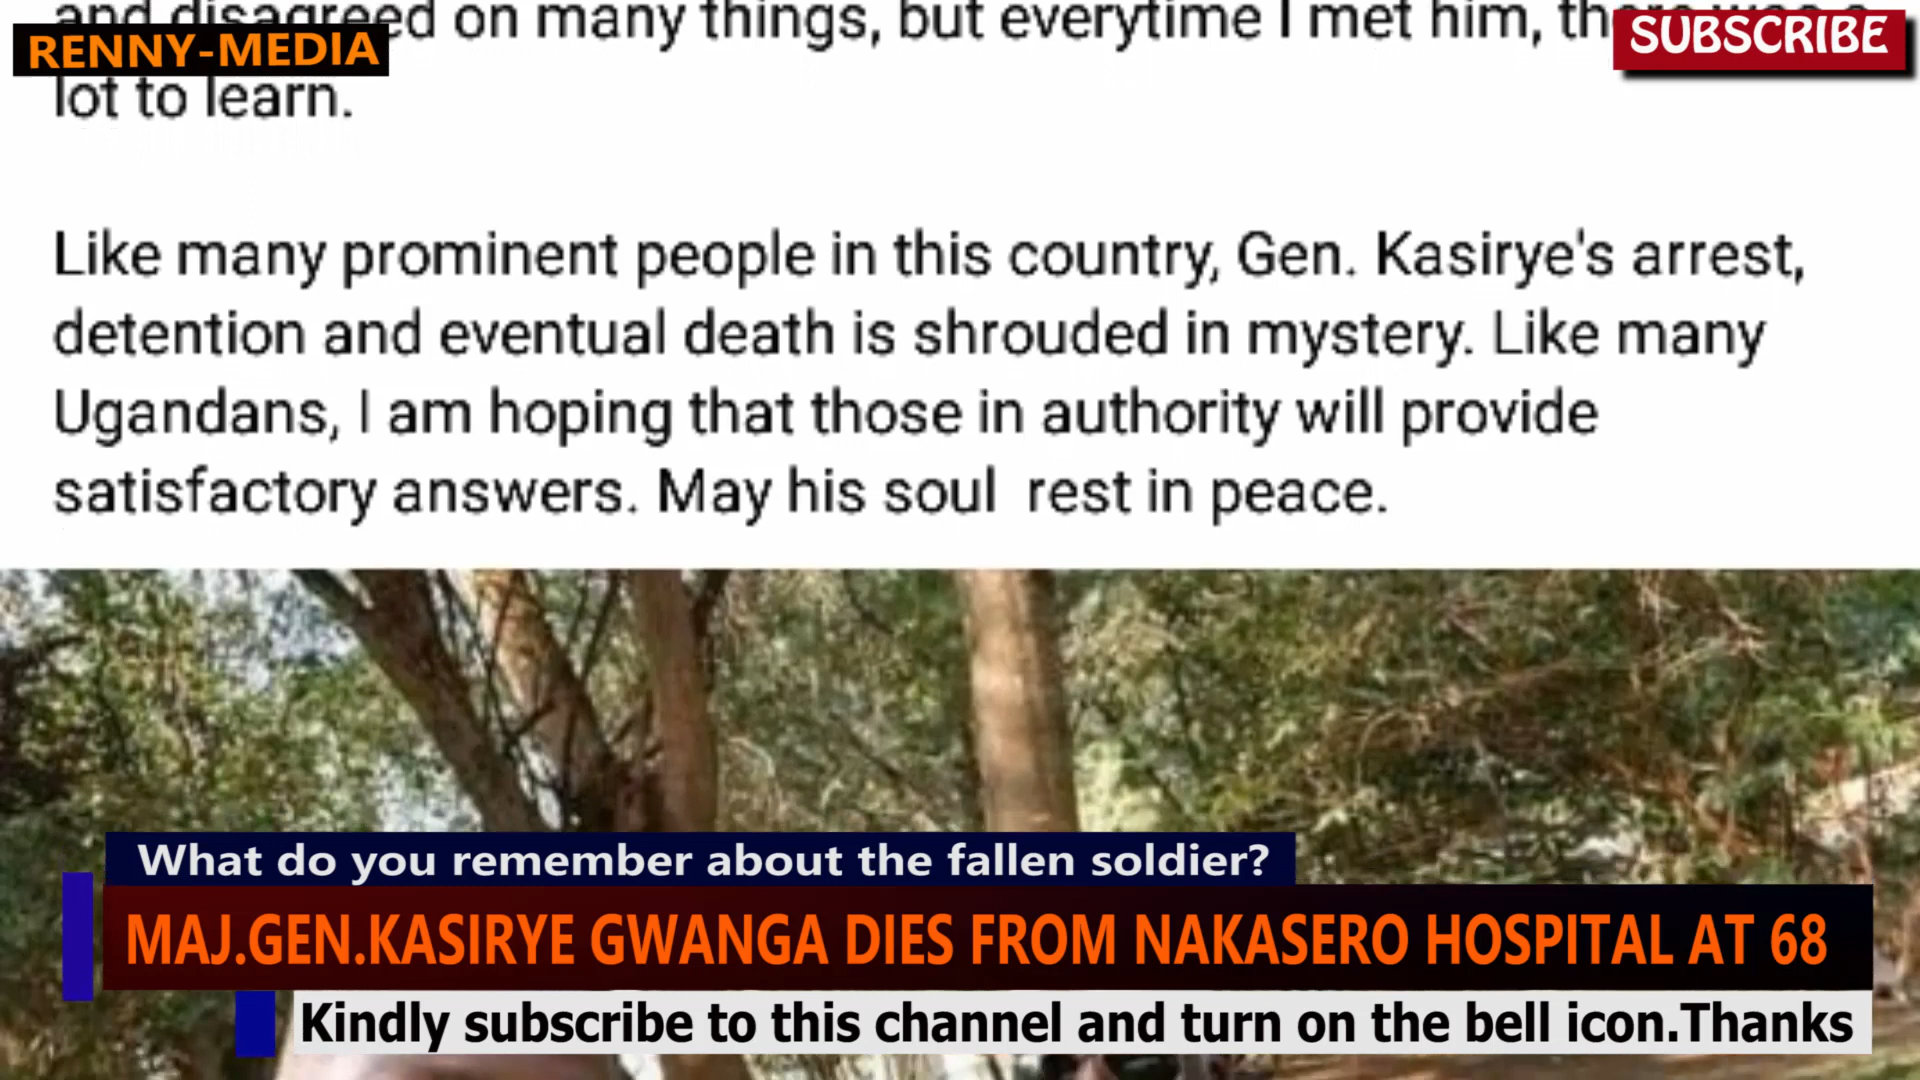 and disagreed on many things, but everytime I met him, there was a
RENNY-MEDIA
SUBSCRIBE
lot to learn.
Like many prominent people in this country, Gen. Kasirye's arrest,
detention and eventual death is shrouded in mystery. Like many
Ugandans, I am hoping that those in authority will provide
satisfactory answers. May his soul rest in peace.
What do you remember about the fallen soldier?
MAJ.GEN.KASIRYE GWANGA DIES FROM NAKASERO HOSPITAL AT 68
Kindly subscribe to this channel and turn on the bell icon.Thanks